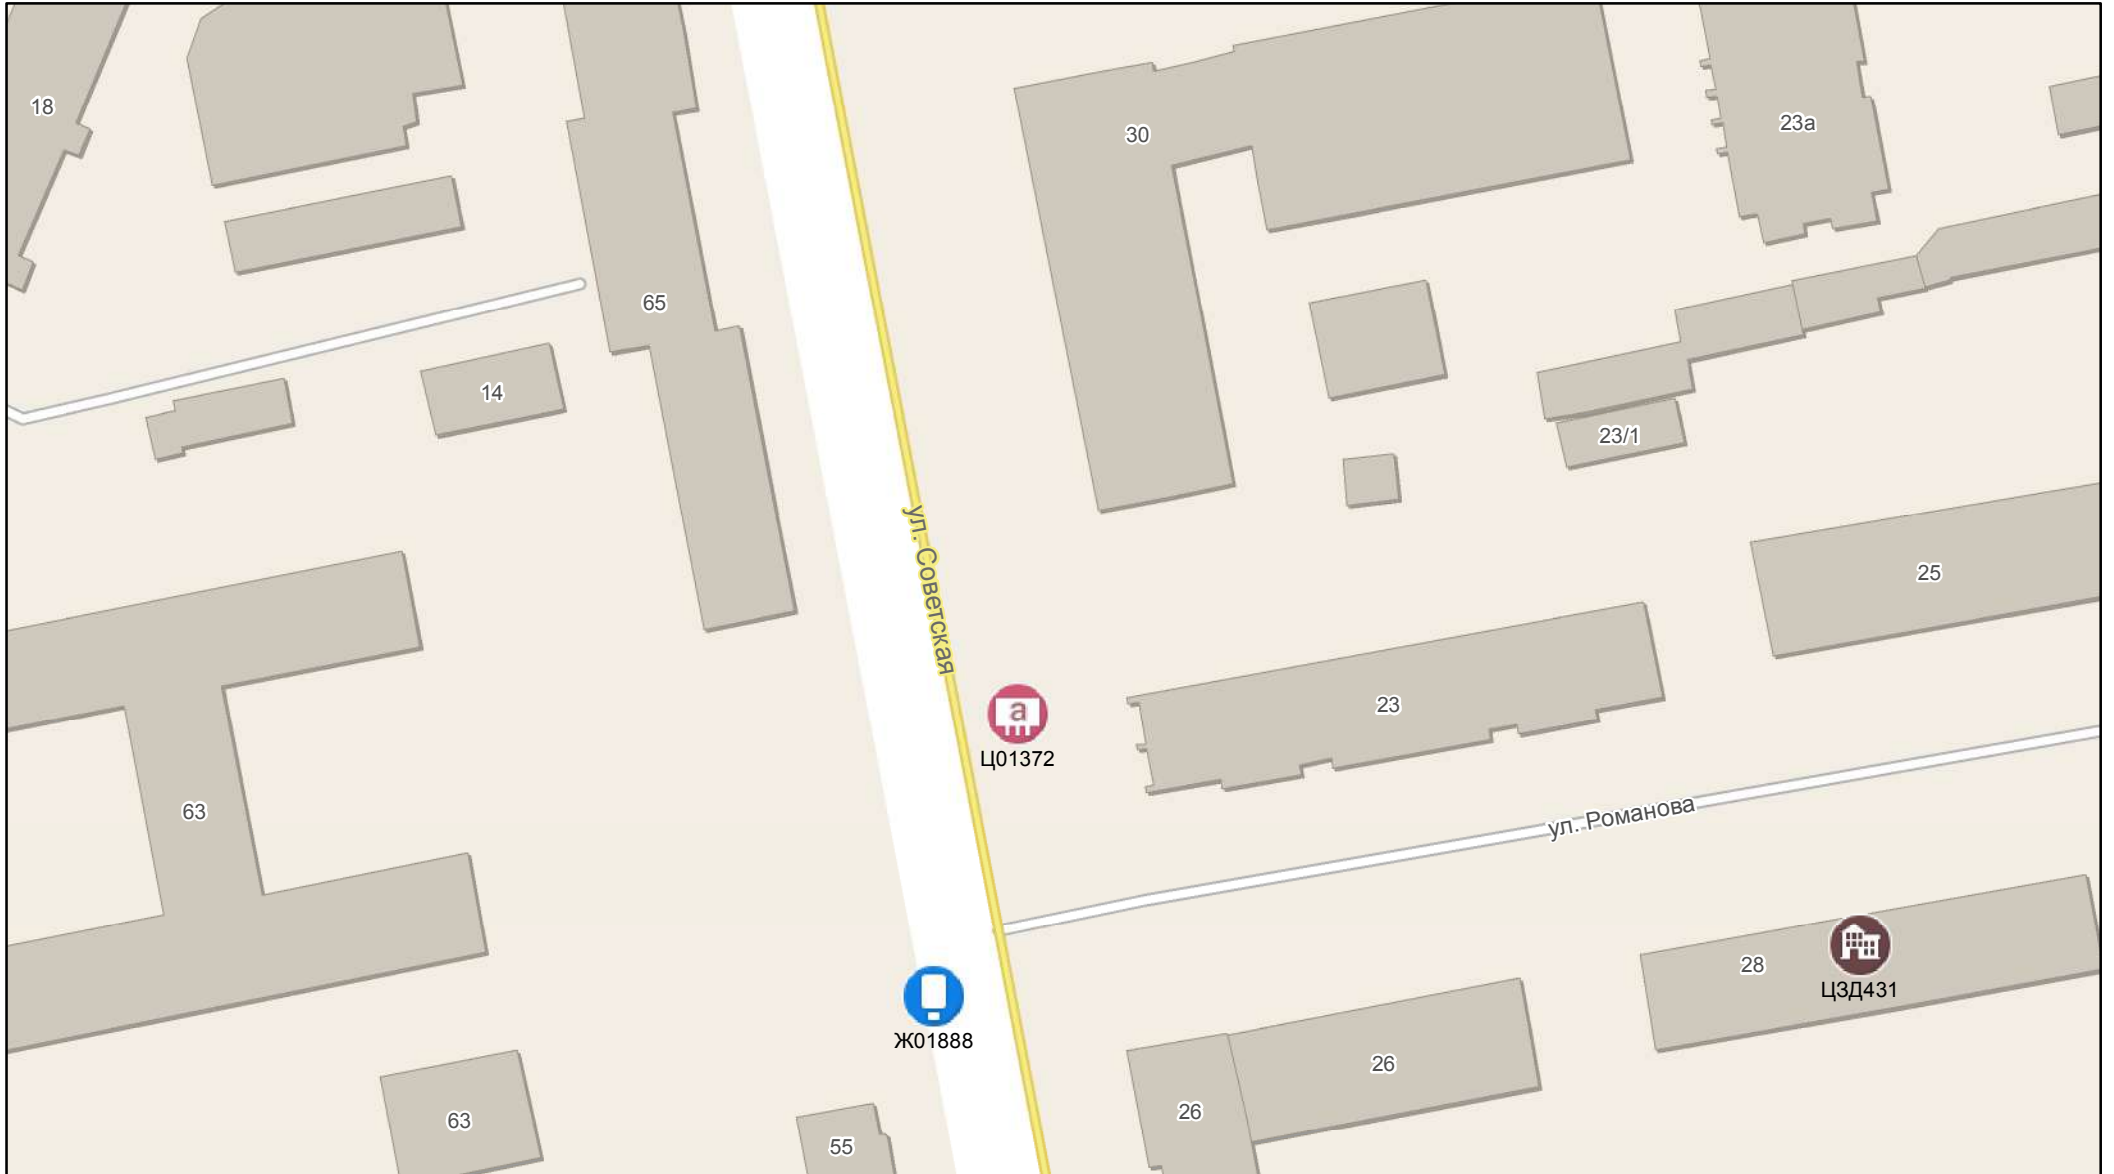 18
30
23а
65
14
23/1
ул. Советская
25
а
23
Ц01372
63
ул. Романова
28
ЦЗД431
Ж01888
26
26
63
55